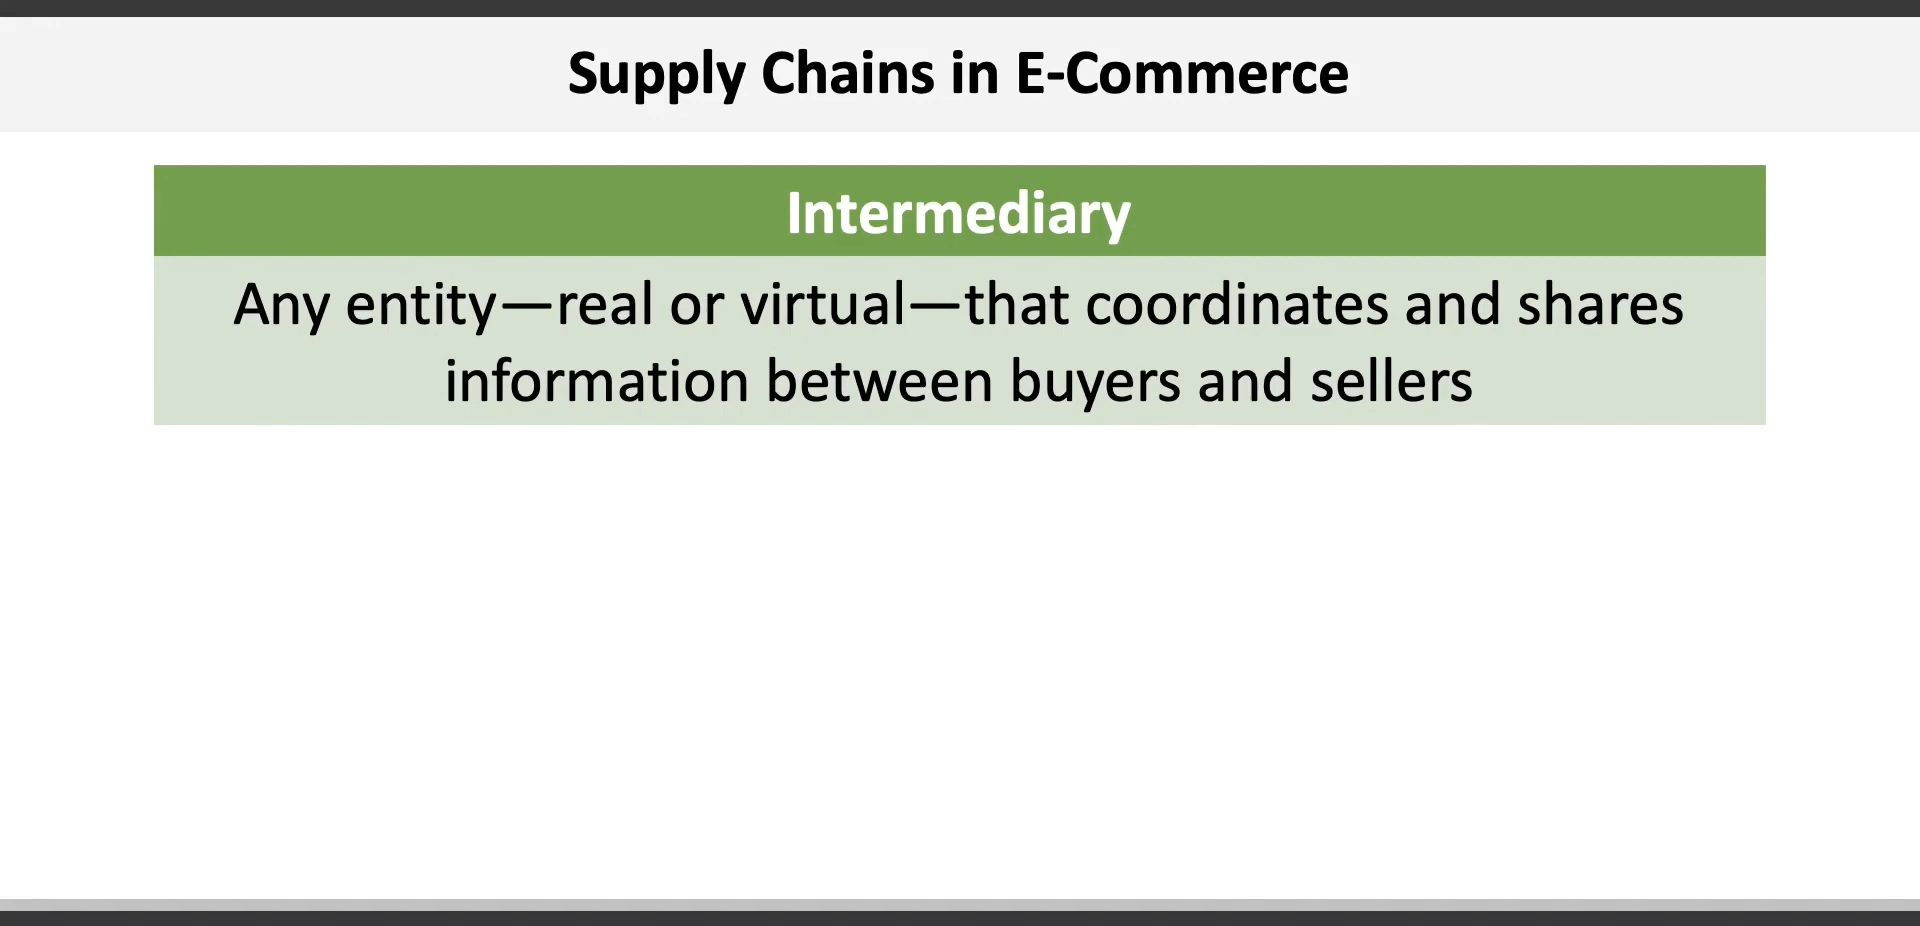 Supply Chains in E-Commerce
Intermediary
Any entity—real or virtual—that coordinates and shares
information between buyers and sellers